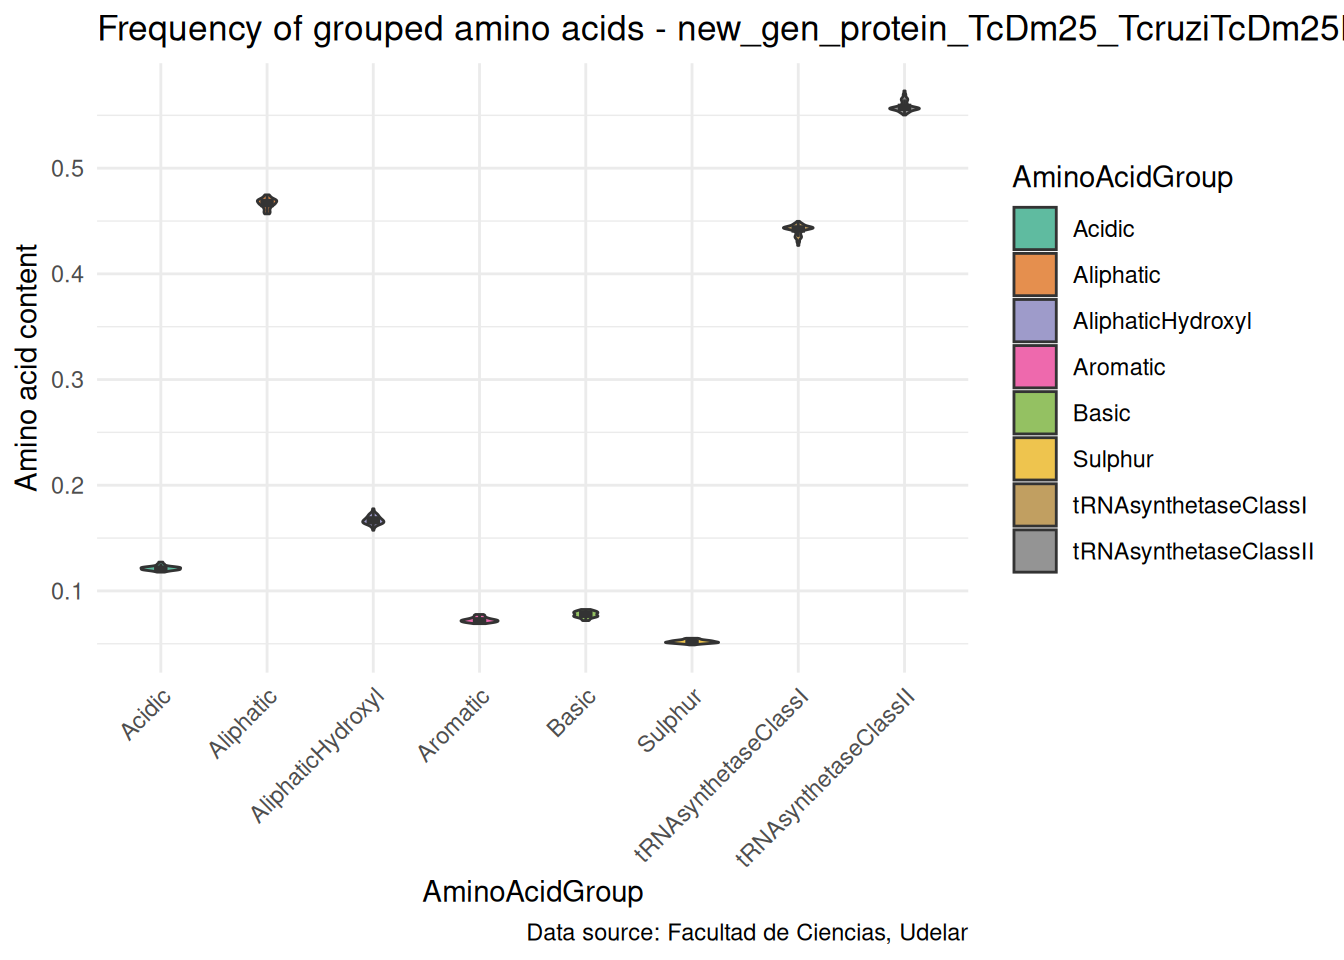 Frequency of grouped amino acids - new_gen_protein_TcDm25_TcruziTcDm25
Amino acid content
0.5
0.4
0.3
0.2
0.1
Acidic
Aliphatic
AliphaticHydroxyl
Aromatic
Basic
Sulphur
tRNAsynthetaseClassI
tRNAsynthetaseClassII
AminoAcidGroup
Data source: Facultad de Ciencias, Udelar
AminoAcidGroup
Acidic
Aliphatic
AliphaticHydroxyl
Aromatic
Basic
Sulphur
tRNAsynthetaseClassI
tRNAsynthetaseClassII